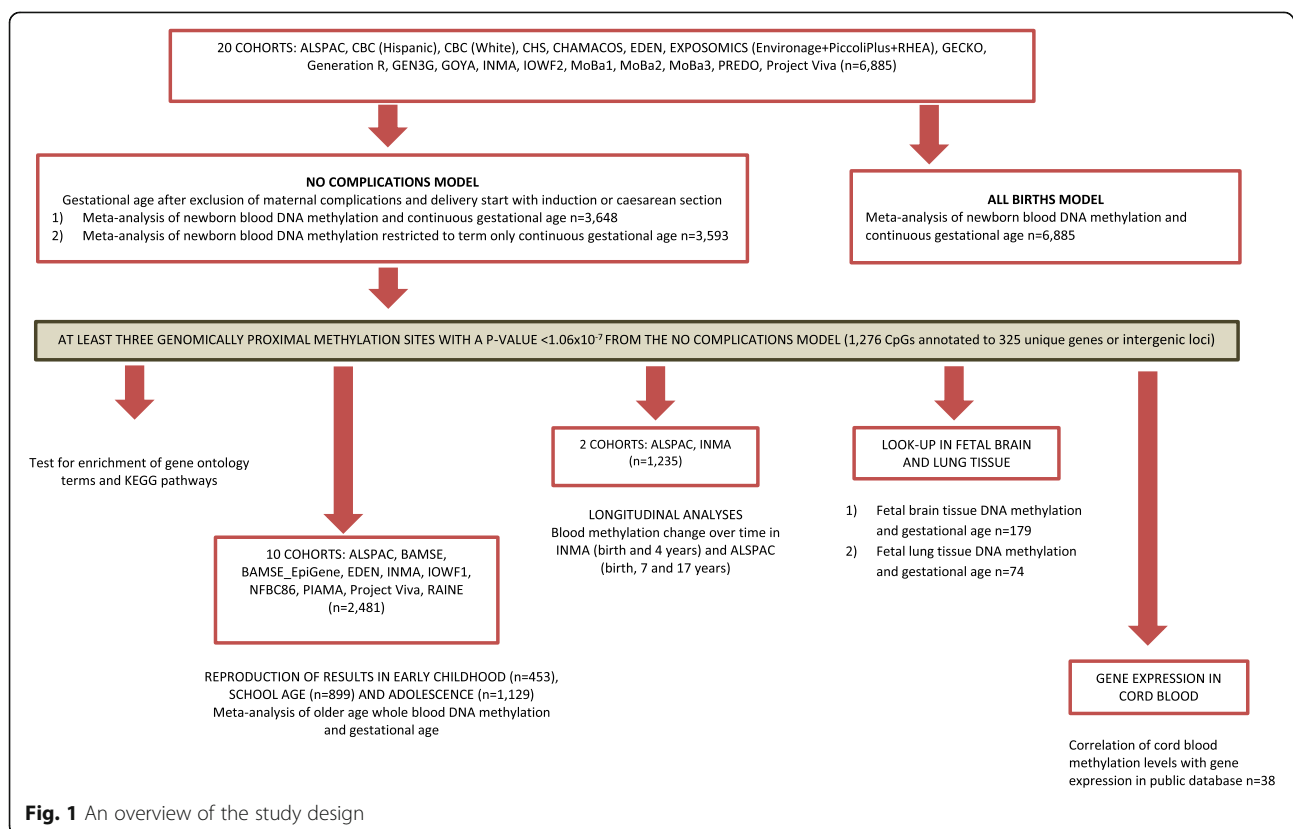 20 COHORTS: ALSPAC, CBC (Hispanic), CBC (White), CHS, CHAMACOS, EDEN, EXPOSOMICS (Environage+PiccoliPlus+RHEA), GECKO,
Generation R, GEN3G, GOYA, INMA, IOWF2, MoBa1, MoBa2, MoBa3, PREDO, Project Viva (n=6,885)
NO COMPLICATIONS MODEL
Gestational age after exclusion of maternal complications and delivery start with induction or caesarean section
1) Meta-analysis of newborn blood DNA methylation and continuous gestational age n=3,648
2) Meta-analysis of newborn blood DNA methylation restricted to term only continuous gestational age n=3,593
ALL BIRTHS MODEL
Meta-analysis of newborn blood DNA methylation and
continuous gestational age n=6,885
AT LEAST THREE GENOMICALLY PROXIMAL METHYLATION SITES WITH A P-VALUE <1.06x10⁻⁷ FROM THE NO COMPLICATIONS MODEL (1,276 CpGs annotated to 325 unique genes or intergenic loci)
Test for enrichment of gene ontology
terms and KEGG pathways
10 COHORTS: ALSPAC, BAMSE,
BAMSE_EpiGene, EDEN, INMA, IOWF1,
NFBC86, PIAMA, Project Viva, RAINE
(n=2,481)
REPRODUCTION OF RESULTS IN EARLY CHILDHOOD (n=453),
SCHOOL AGE (n=899) AND ADOLESCENCE (n=1,129)
Meta-analysis of older age whole blood DNA methylation
and gestational age
2 COHORTS: ALSPAC, INMA
(n=1,235)
LONGITUDINAL ANALYSES
Blood methylation change over time in
INMA (birth and 4 years) and ALSPAC
(birth, 7 and 17 years)
LOOK-UP IN FETAL BRAIN
AND LUNG TISSUE
1) Fetal brain tissue DNA methylation
and gestational age n=179
2) Fetal lung tissue DNA methylation
and gestational age n=74
GENE EXPRESSION IN
CORD BLOOD
Correlation of cord blood
methylation levels with gene
expression in public database n=38
Fig. 1 An overview of the study design